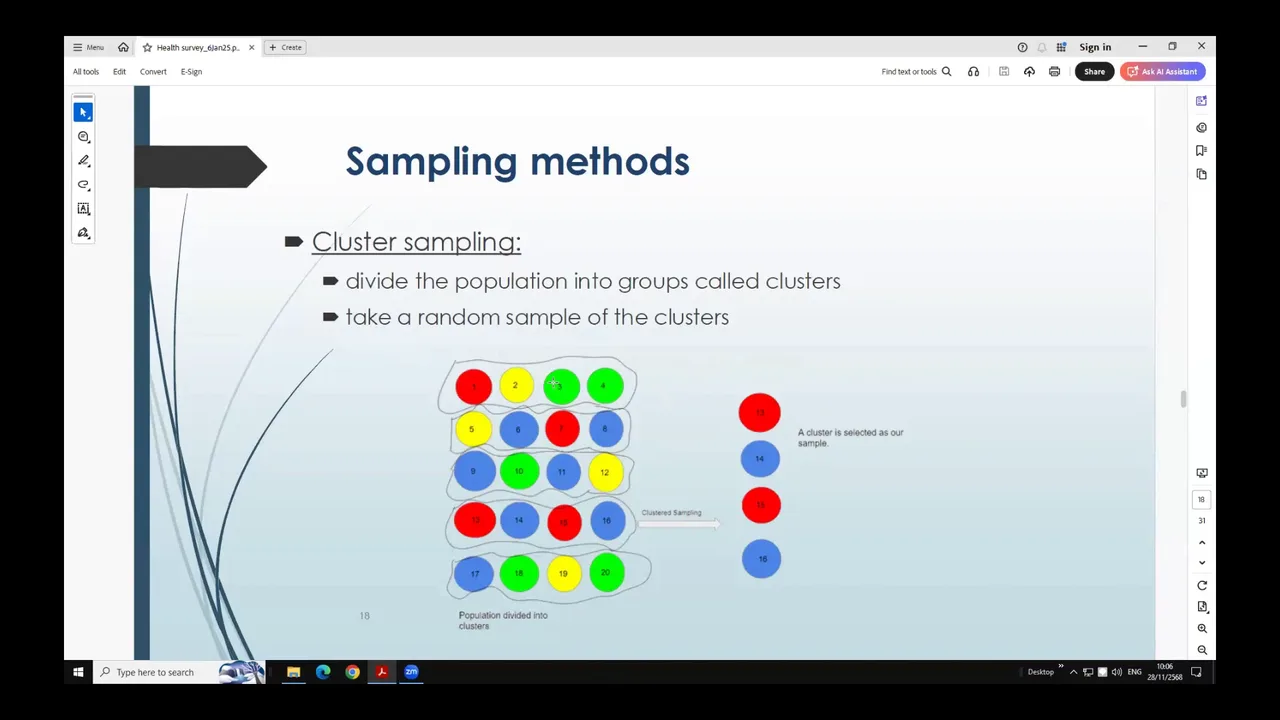 Menu
Health survey_6Jan25.p...
Create
Sign in
All tools
Edit
Convert
E-Sign
Find text or tools
Share
Ask AI Assistant
Sampling methods
Cluster sampling:
divide the population into groups called clusters
take a random sample of the clusters
1 2 3 4
5 6 7 8
9 10 11 12
13 14 15 16
17 18 19 20
Clustered Sampling
13
14
15
16
A cluster is selected as our
sample.
Population divided into
clusters
18
18
31
Type here to search
zm
Desktop
ENG
10:06
28/11/2568